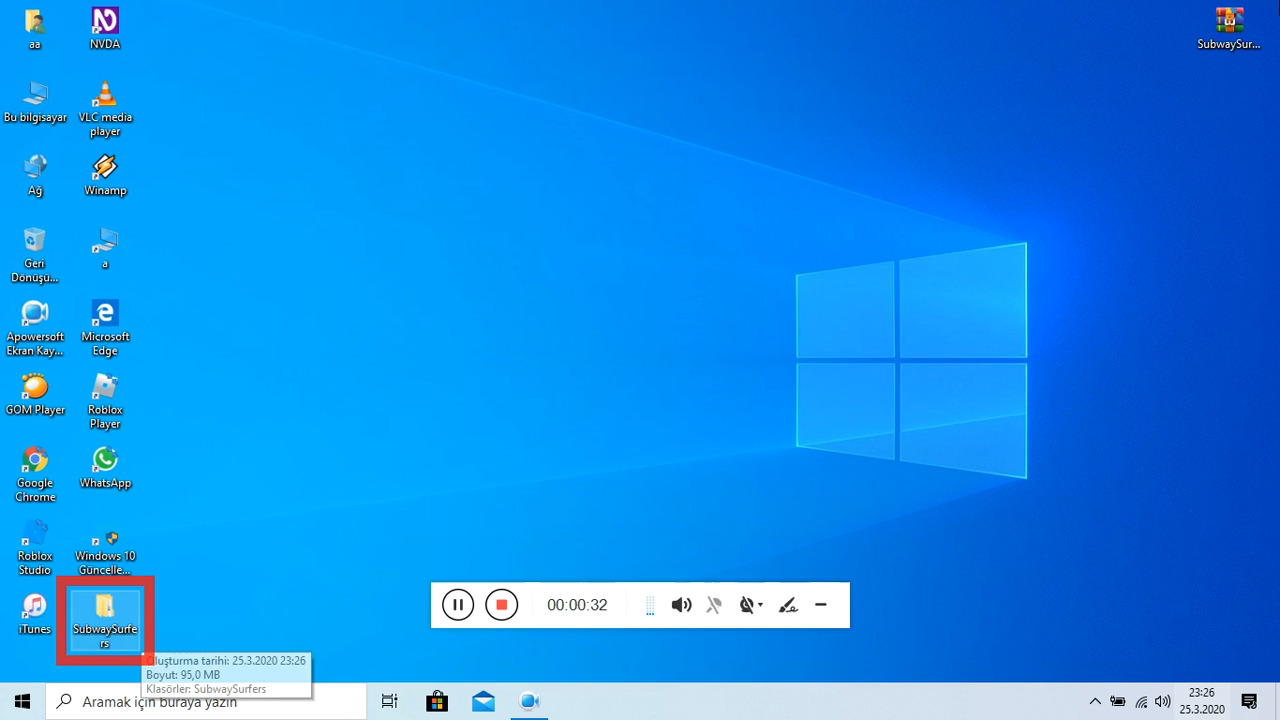 aa
NVDA
SubwaySur...
Bu bilgisayar
VLC media
player
Ağ
Winamp
Geri
Dönüşü...
a
Apowersoft
Ekran Kay...
Microsoft
Edge
GOM Player
Roblox
Player
Google
Chrome
WhatsApp
Roblox
Studio
Windows 10
Güncelle...
iTunes
SubwaySurfe
rs
00:00:32
Oluşturma tarihi: 25.3.2020 23:26
Boyut: 95,0 MB
Klasörler: SubwaySurfers
Aramak için buraya yazın
23:26
25.3.2020